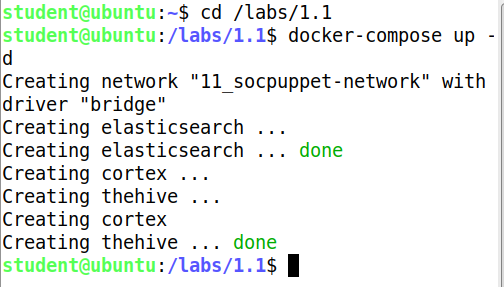 student@ubuntu:~$ cd /labs/1.1
student@ubuntu:/labs/1.1$ docker-compose up -
d
Creating network "11_socpuppet-network" with
driver "bridge"
Creating elasticsearch ...
Creating elasticsearch ... done
Creating cortex ...
Creating thehive ...
Creating cortex
Creating thehive ... done
student@ubuntu:/labs/1.1$